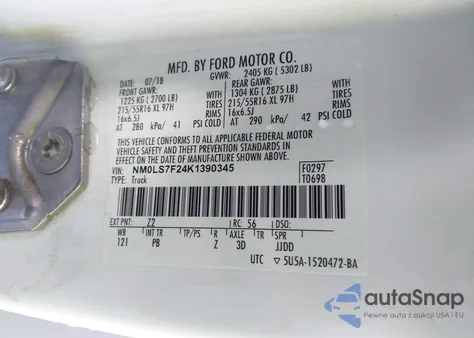 MFD. BY FORD MOTOR CO.
DATE: 07/18 GVWR: 2405 KG ( 5302 LB)
FRONT GAWR: REAR GAWR:
1225 KG ( 2700 LB) WITH 1304 KG ( 2875 LB) WITH
215/55R16 XL 97H TIRES 215/55R16 XL 97H TIRES
16x6.5J RIMS 16x6.5J RIMS
AT 280 kPa/ 41 PSI COLD AT 290 kPa/ 42 PSI COLD
THIS VEHICLE CONFORMS TO ALL APPLICABLE FEDERAL MOTOR
VEHICLE SAFETY AND THEFT PREVENTION STANDARDS IN
EFFECT ON THE DATE OF MANUFACTURE SHOWN ABOVE.
VIN: NM0LS7F24K1390345 F0297
TYPE: Truck T0698
EXT PNT: Z2 RC: 56 DSO:
WB INT TR TP/PS R AXLE TR SPR
121 PB Z 3D JJDD
UTC ▽ 5U5A-1520472-BA
autoSnap
Pewne auto z aukcji USA i EU